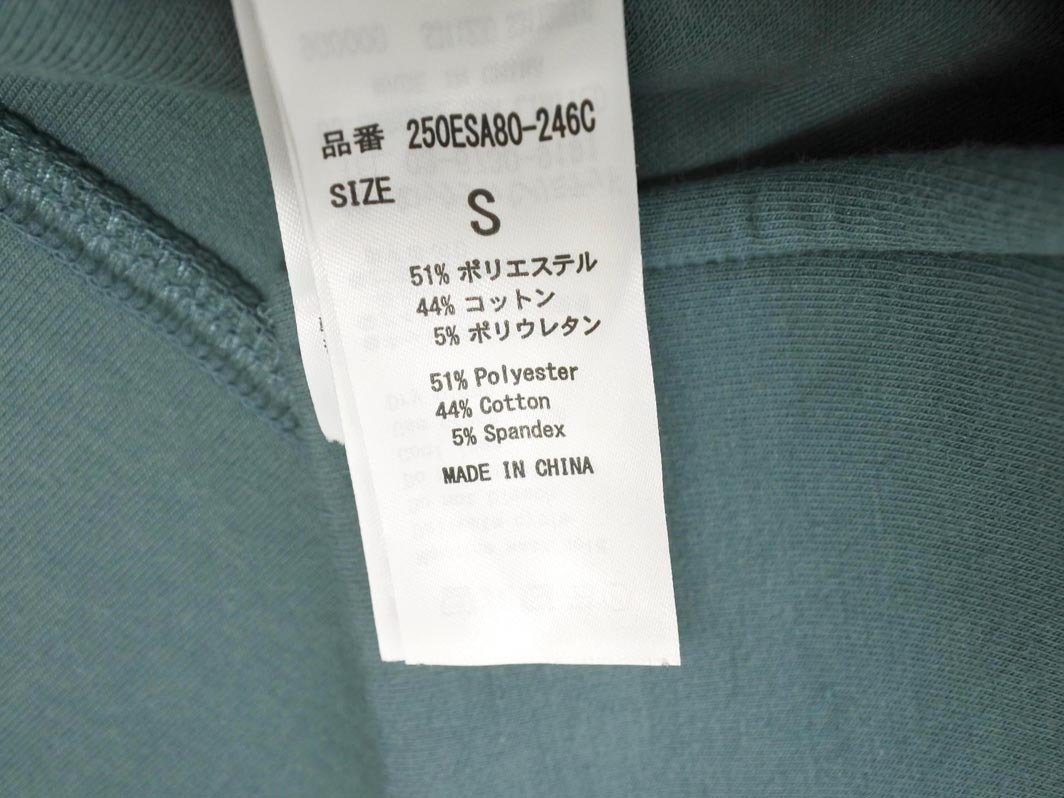 品番 250ESA80-246C
SIZE
S
51% ポリエステル
44% コットン
5% ポリウレタン
51% Polyester
44% Cotton
5% Spandex
MADE IN CHINA